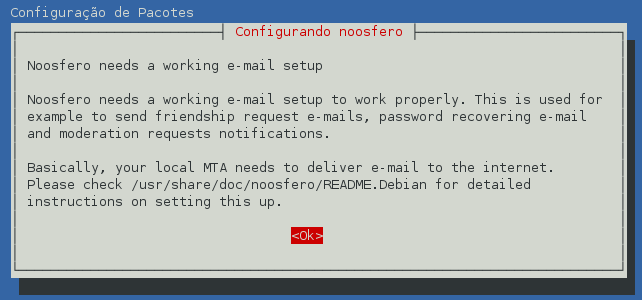 Configuração de Pacotes
Configurando noosfero
Noosfero needs a working e-mail setup
Noosfero needs a working e-mail setup to work properly. This is used for
example to send friendship request e-mails, password recovering e-mail
and moderation requests notifications.
Basically, your local MTA needs to deliver e-mail to the internet.
Please check /usr/share/doc/noosfero/README.Debian for detailed
instructions on setting this up.
<Ok>